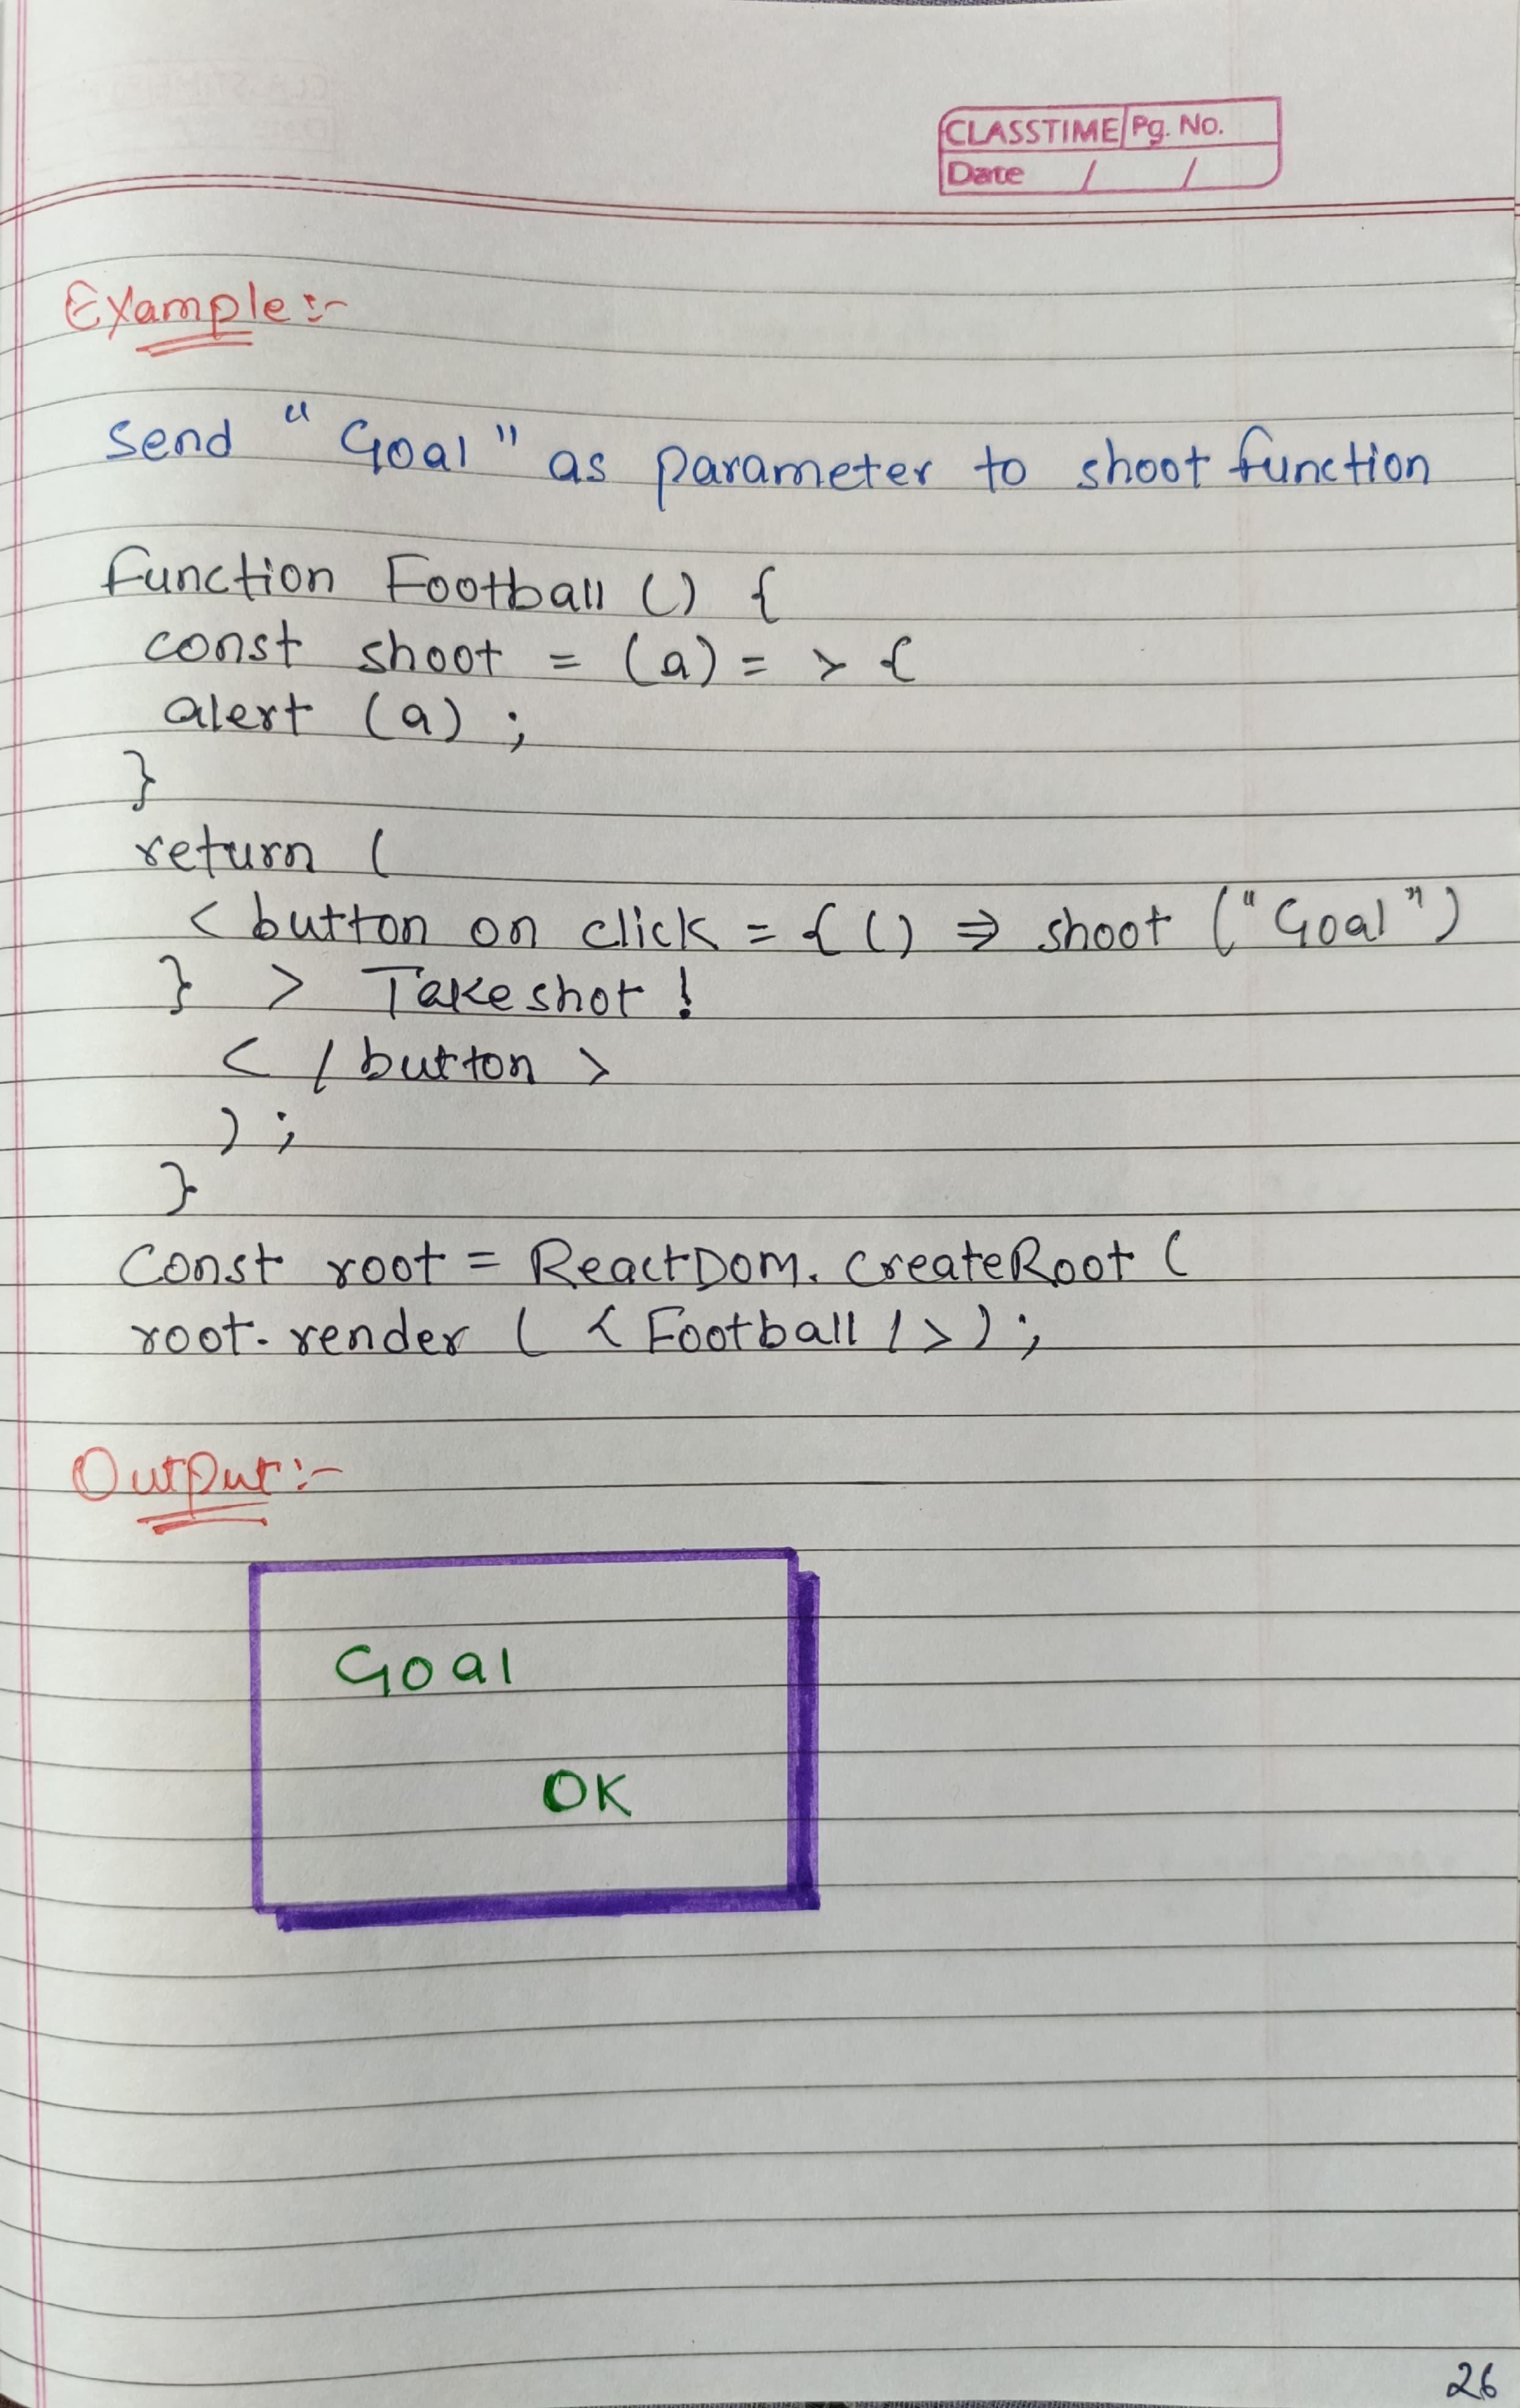 CLASSTIME Pg. No.
Date / /
Example :-
Send "Goal" as parameter to shoot function
function Football () {
const shoot = (a) = > {
alert (a) ;
}
return (
< button on click = { () => shoot ("Goal")
} > Take shot !
< / button >
) ;
}
Const root = ReactDom. createRoot (
root. render ( < Football / > ) ;
Output :-
Goal
OK
26